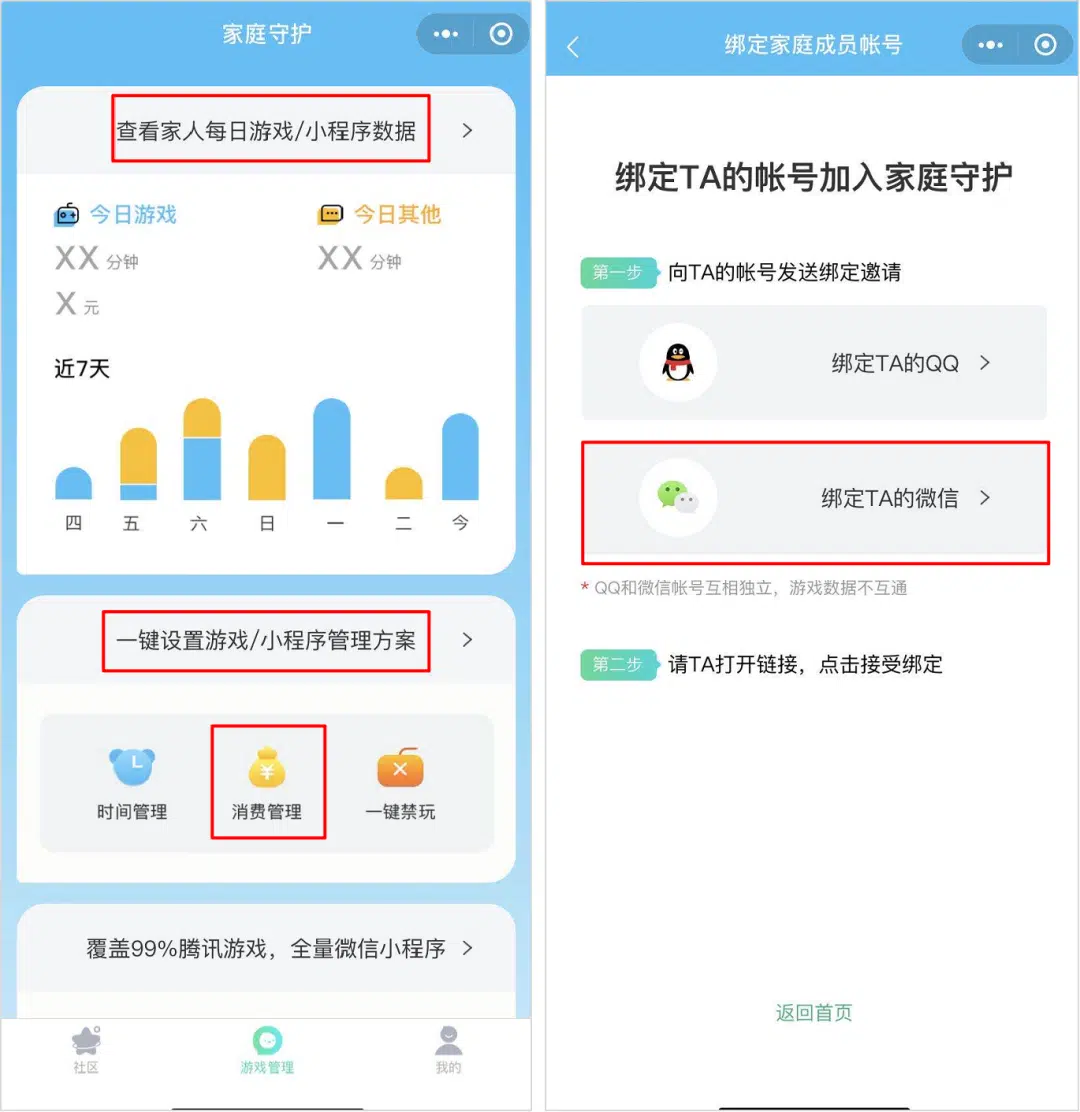 家庭守护
查看家人每日游戏/小程序数据
今日游戏
今日其他
XX 分钟
XX 分钟
X 元
近7天
四 五 六 日 一 二 今
一键设置游戏/小程序管理方案
时间管理
消费管理
一键禁玩
覆盖99%腾讯游戏，全量微信小程序
社区
游戏管理
我的
绑定家庭成员帐号
绑定TA的帐号加入家庭守护
第一步 向TA的帐号发送绑定邀请
绑定TA的QQ
绑定TA的微信
* QQ和微信帐号互相独立，游戏数据不互通
第二步 请TA打开链接，点击接受绑定
返回首页